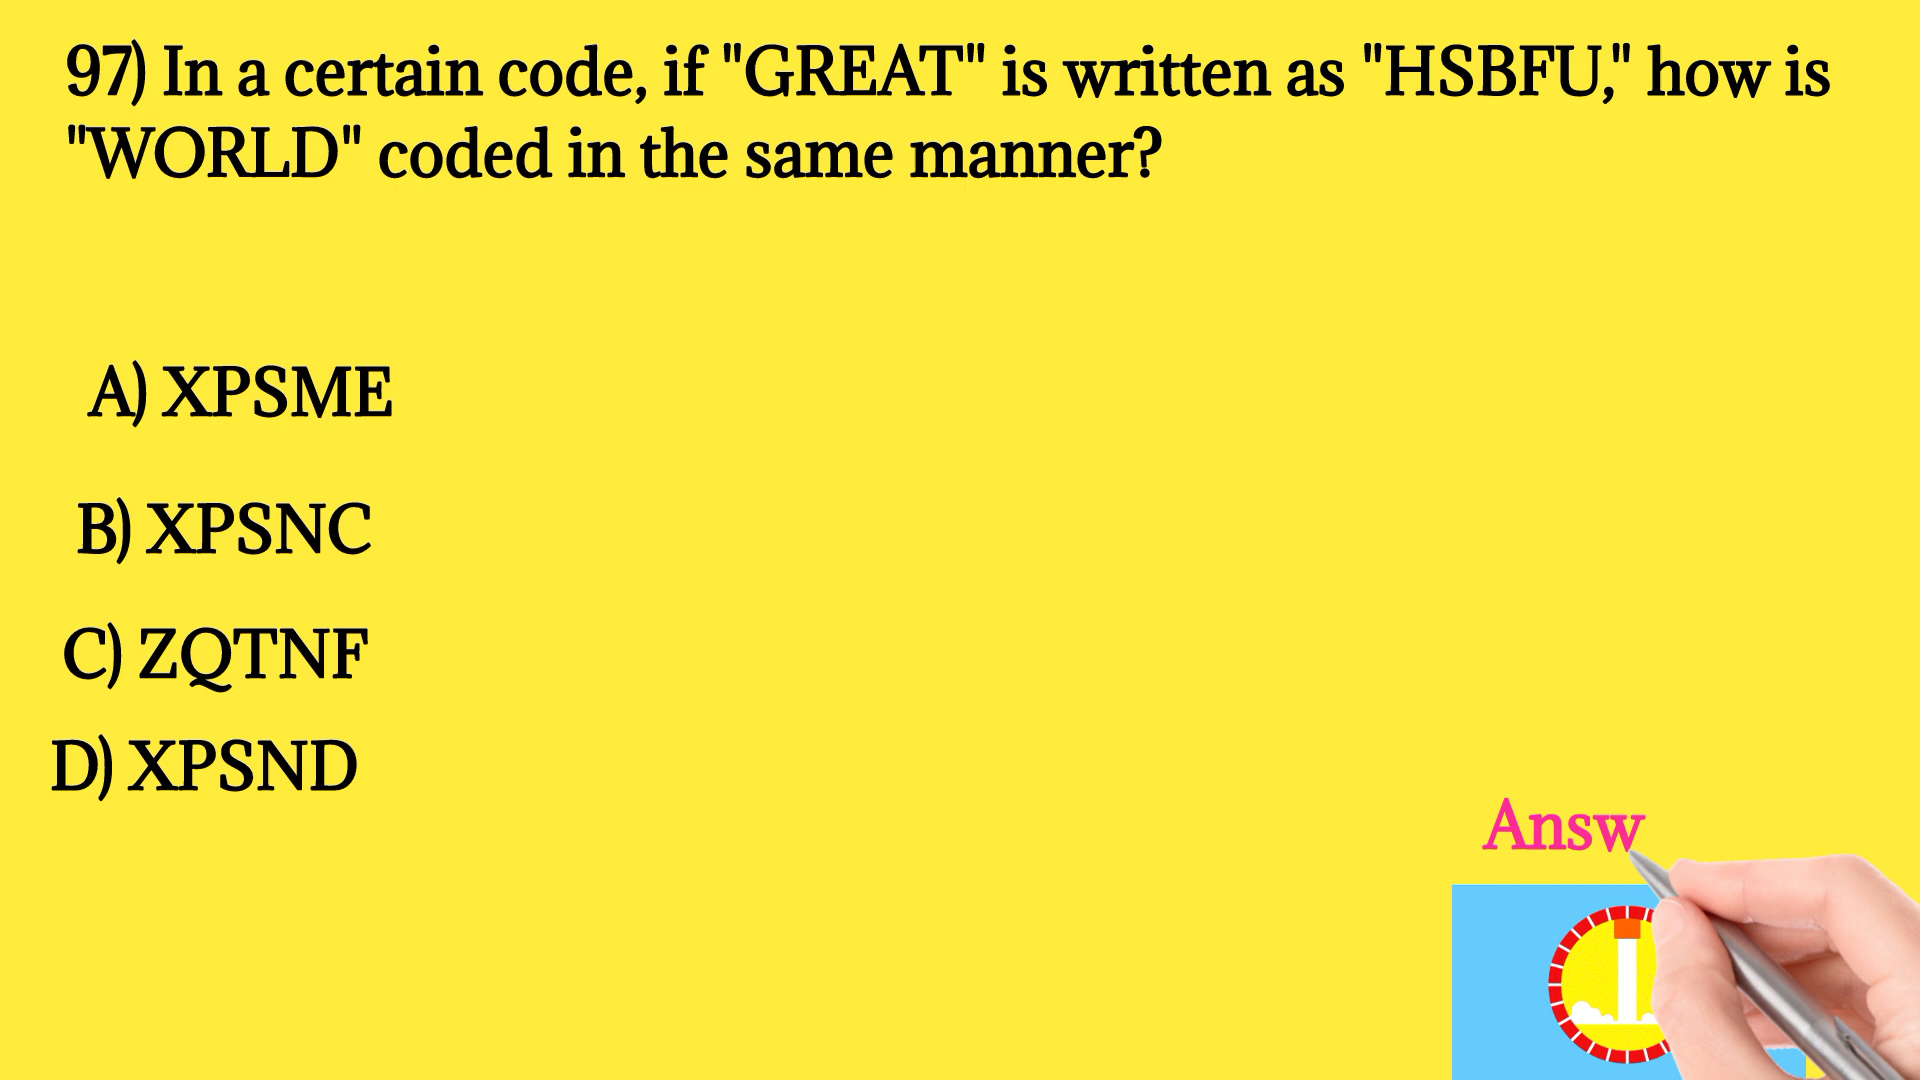 97) In a certain code, if "GREAT" is written as "HSBFU," how is
"WORLD" coded in the same manner?
A) XPSME
B) XPSNC
C) ZQTNF
D) XPSND
Answ